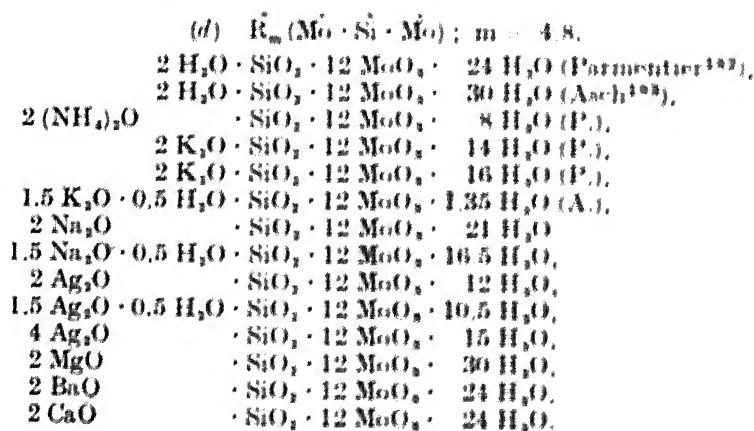 (d) R̊ₘ(M̊o · S̊i · M̊o) ; m = 4.8.
2 H₂O · SiO₂ · 12 MoO₃ · 24 H₂O (Parmentier¹⁹²),
2 H₂O · SiO₂ · 12 MoO₃ · 30 H₂O (Asch¹⁹³),
2 (NH₄)₂O · SiO₂ · 12 MoO₃ · 8 H₂O (P.),
2 K₂O · SiO₂ · 12 MoO₃ · 14 H₂O (P.),
2 K₂O · SiO₂ · 12 MoO₃ · 16 H₂O (P.),
1.5 K₂O · 0.5 H₂O · SiO₂ · 12 MoO₃ · 1.35 H₂O (A.),
2 Na₂O · SiO₂ · 12 MoO₃ · 21 H₂O
1.5 Na₂O · 0.5 H₂O · SiO₂ · 12 MoO₃ · 16.5 H₂O,
2 Ag₂O · SiO₂ · 12 MoO₃ · 12 H₂O,
1.5 Ag₂O · 0.5 H₂O · SiO₂ · 12 MoO₃ · 10.5 H₂O,
4 Ag₂O · SiO₂ · 12 MoO₃ · 15 H₂O,
2 MgO · SiO₂ · 12 MoO₃ · 30 H₂O,
2 BaO · SiO₂ · 12 MoO₃ · 24 H₂O,
2 CaO · SiO₂ · 12 MoO₃ · 24 H₂O.